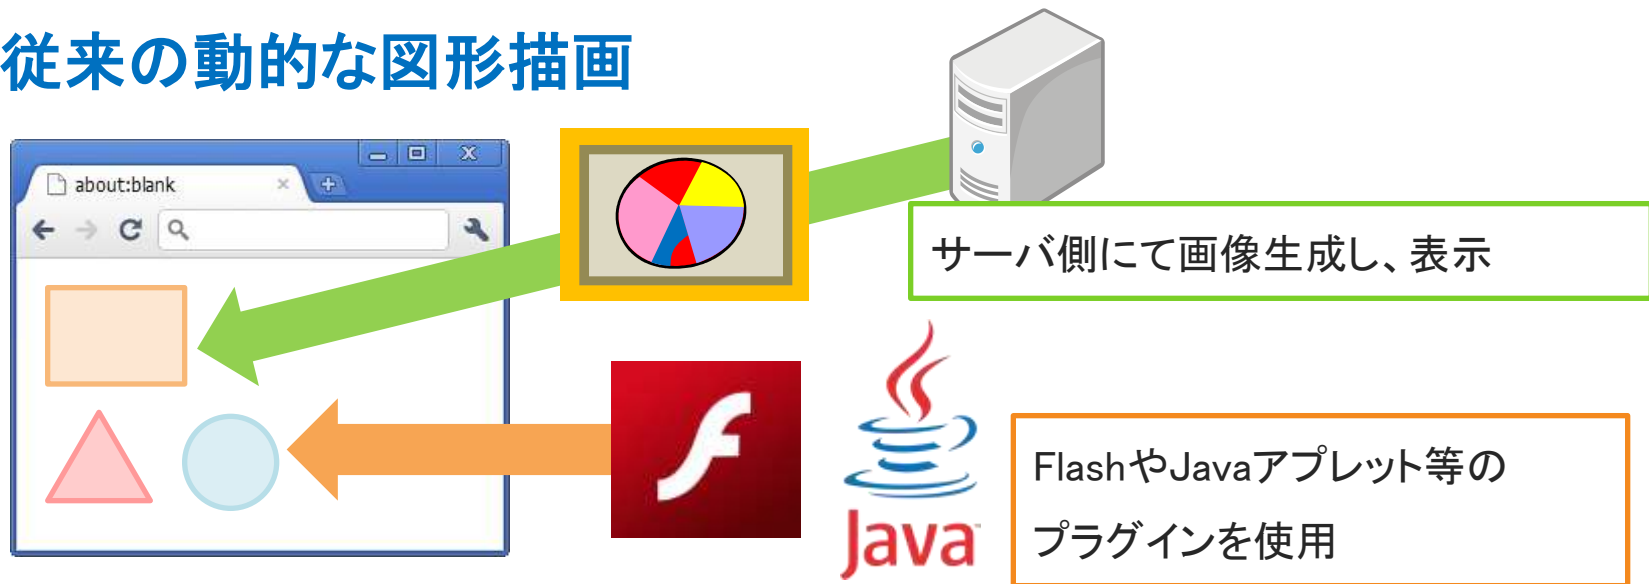 従来の動的な図形描画
about:blank
サーバ側にて画像生成し、表示
FlashやJavaアプレット等の
プラグインを使用
Java